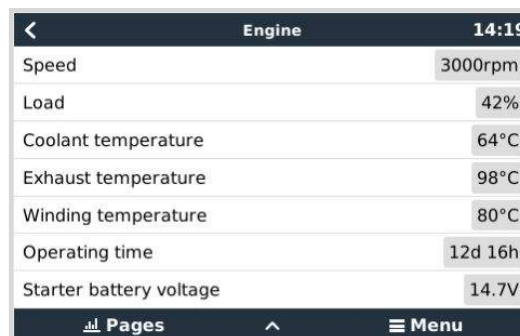 Engine 14:19
Speed 3000rpm
Load 42%
Coolant temperature 64°C
Exhaust temperature 98°C
Winding temperature 80°C
Operating time 12d 16h
Starter battery voltage 14.7V
Pages Menu